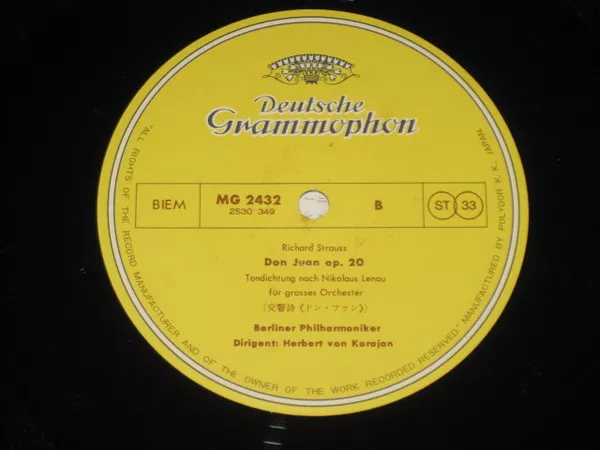 Deutsche
Grammophon
BIEM
MG 2432
2530 349
B
ST 33
Richard Strauss
Don Juan op. 20
Tondichtung nach Nikolaus Lenau
für grosses Orchester
(交響詩《ドン・ファン》)
Berliner Philharmoniker
Dirigent: Herbert von Karajan
"ALL RIGHTS OF THE RECORD MANUFACTURER AND OF THE OWNER OF THE WORK RECORDED RESERVED." MANUFACTURED BY POLYDOR K. K., JAPAN